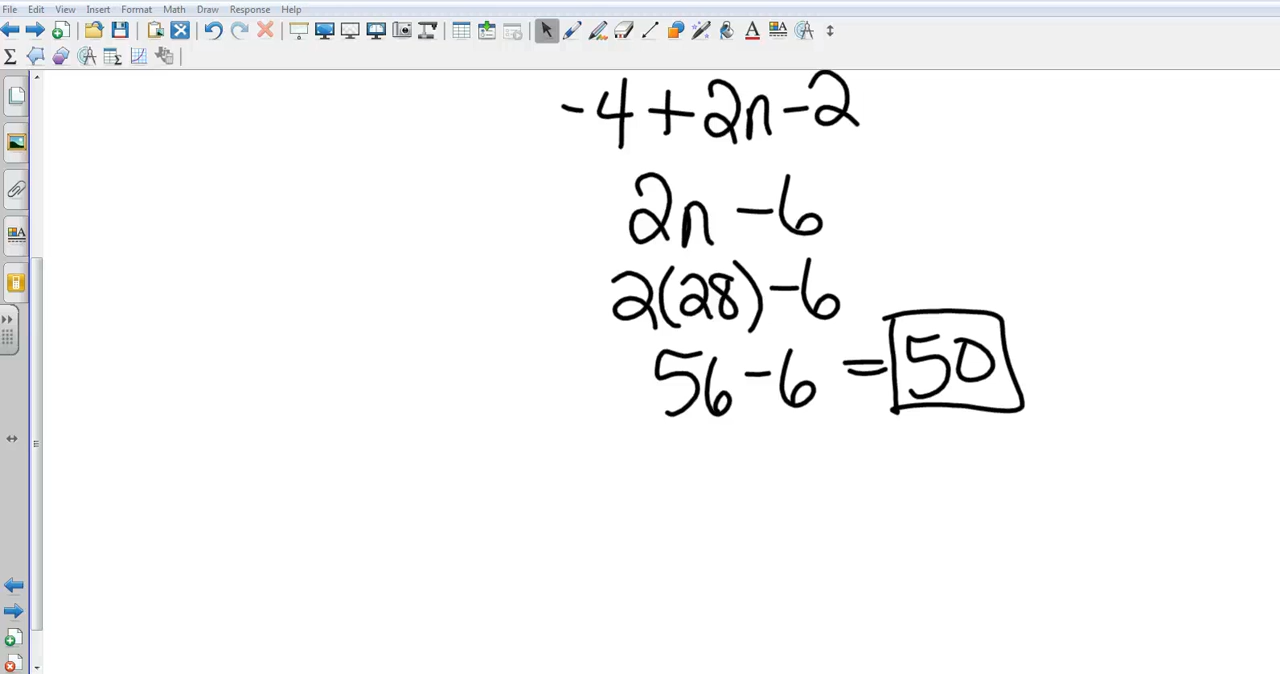 File Edit View Insert Format Math Draw Response Help
-4+2n-2
2n-6
2(28)-6
56-6=50